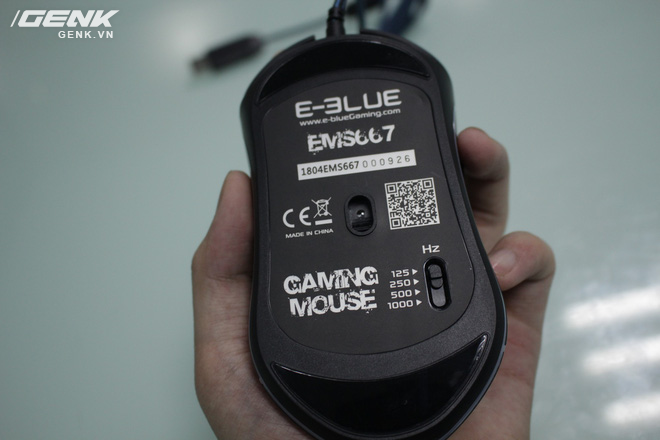 GENK
GENK.VN
E-BLUE
www.e-blueGaming.com
EMS667
1804EMS667 000926
CE
MADE IN CHINA
Hz
GAMING
MOUSE
125
250
500
1000